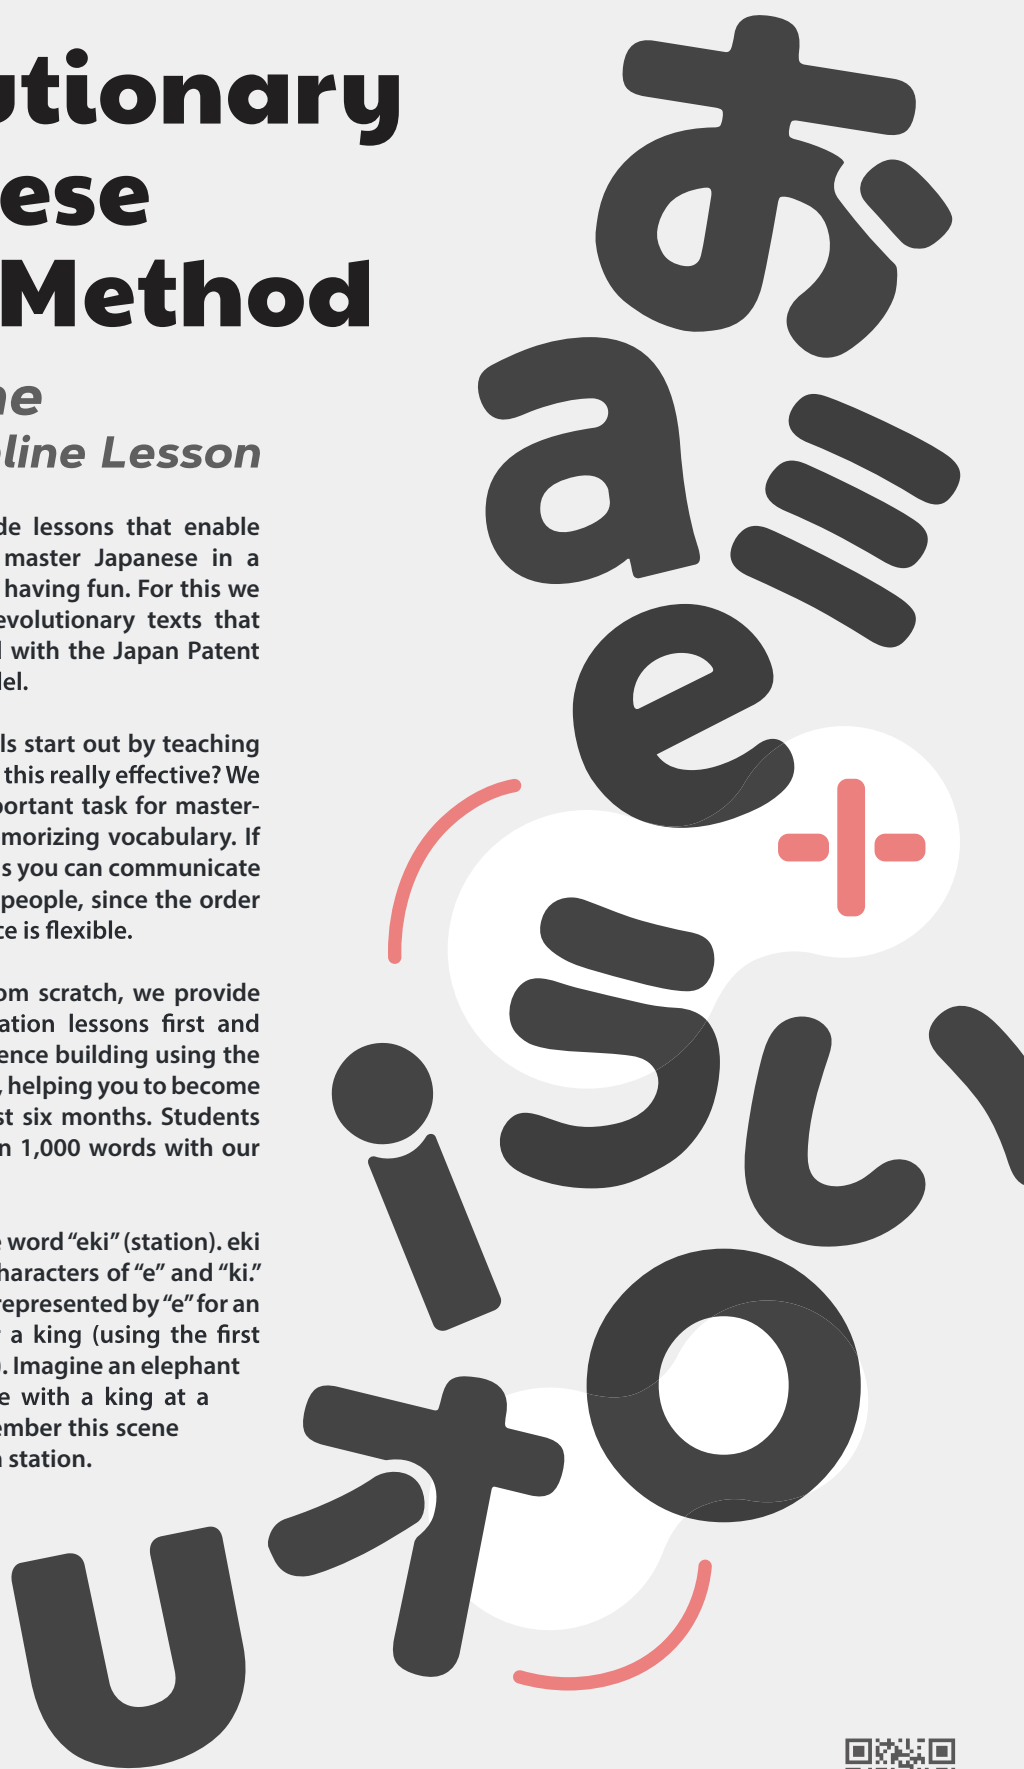 utionary
ese
Method
ne
line Lesson
de lessons that enable
master Japanese in a
having fun. For this we
evolutionary texts that
d with the Japan Patent
del.
ls start out by teaching
this really effective? We
portant task for master-
morizing vocabulary. If
s you can communicate
people, since the order
ce is flexible.
om scratch, we provide
ation lessons first and
ence building using the
, helping you to become
st six months. Students
n 1,000 words with our
e word “eki” (station). eki
haracters of “e” and “ki.”
represented by “e” for an
r a king (using the first
). Imagine an elephant
e with a king at a
ember this scene
n station.
お
a
ミ
e
う
i
い
o
オ
u